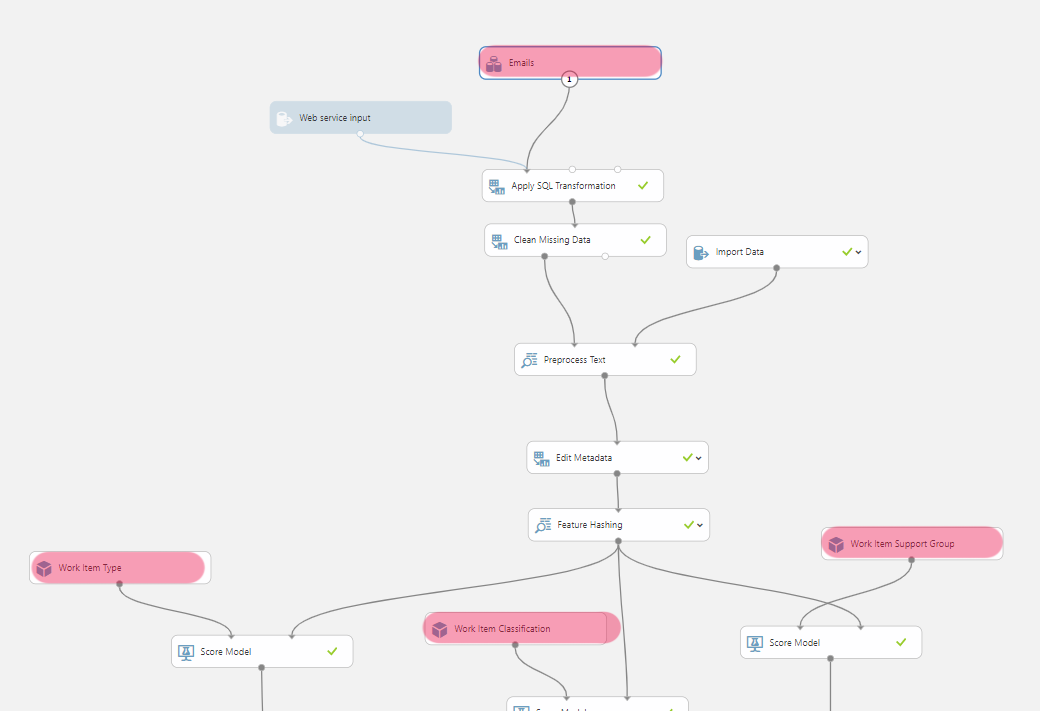 Emails
1
Web service input
Apply SQL Transformation
Clean Missing Data
Import Data
Preprocess Text
Edit Metadata
Feature Hashing
Work Item Support Group
Work Item Type
Work Item Classification
Score Model
Score Model